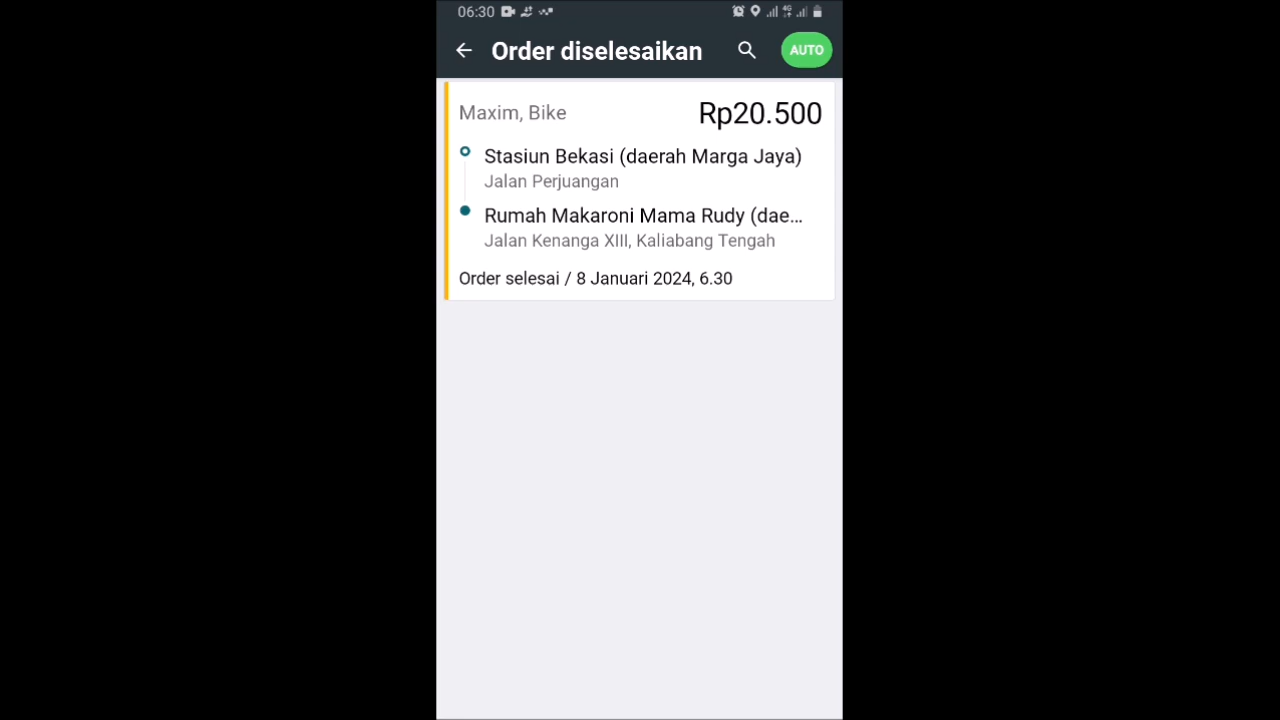 06:30
Order diselesaikan
AUTO
Maxim, Bike
Rp20.500
Stasiun Bekasi (daerah Marga Jaya)
Jalan Perjuangan
Rumah Makaroni Mama Rudy (dae...
Jalan Kenanga XIII, Kaliabang Tengah
Order selesai / 8 Januari 2024, 6.30